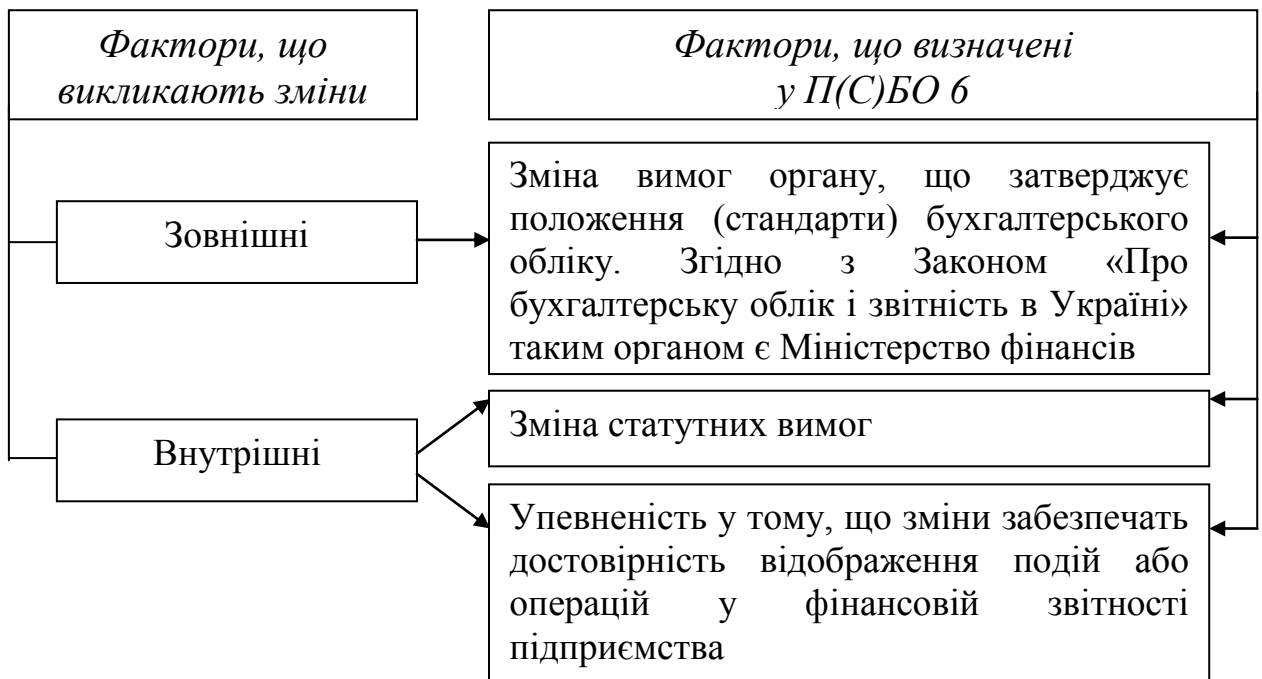 Фактори, що
викликають зміни
Фактори, що визначені
у П(С)БО 6
Зовнішні
Зміна вимог органу, що затверджує
положення (стандарти) бухгалтерського
обліку. Згідно з Законом «Про
бухгалтерську облік і звітність в Україні»
таким органом є Міністерство фінансів
Внутрішні
Зміна статутних вимог
Упевненість у тому, що зміни забезпечать
достовірність відображення подій або
операцій у фінансовій звітності
підприємства